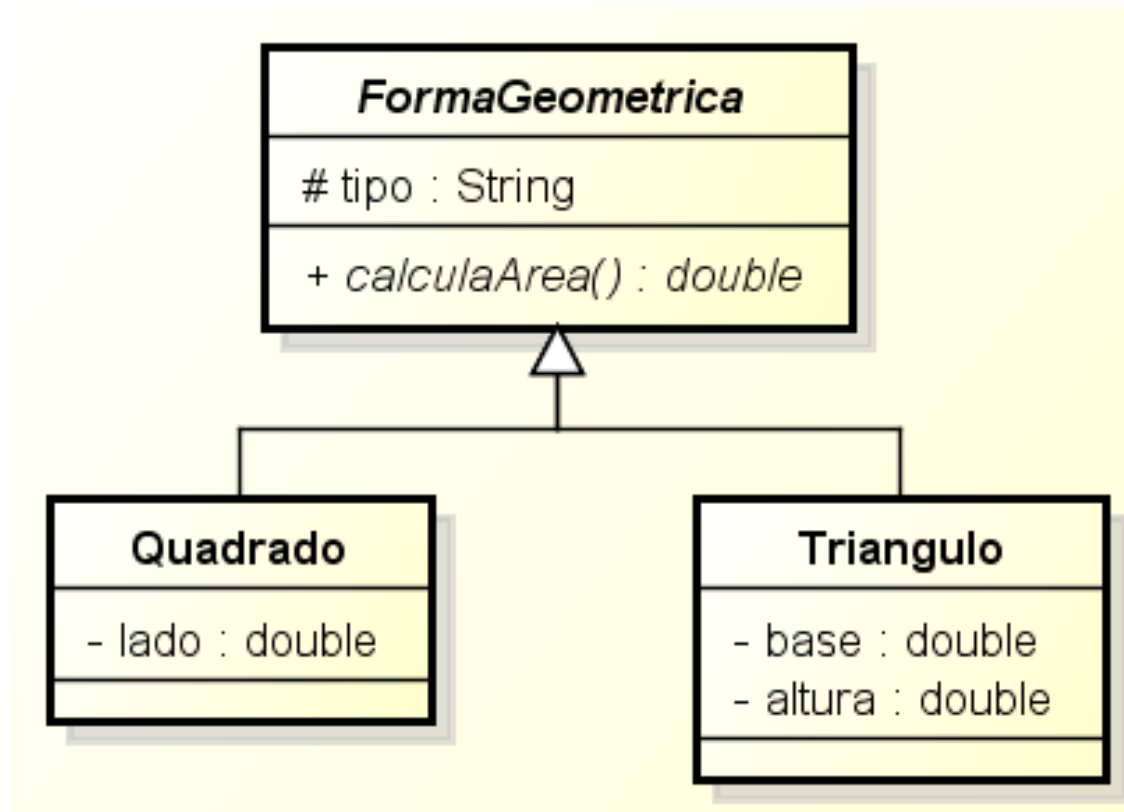 FormaGeometrica
# tipo : String
+ calculaArea() : double
Quadrado
- lado : double
Triangulo
- base : double
- altura : double